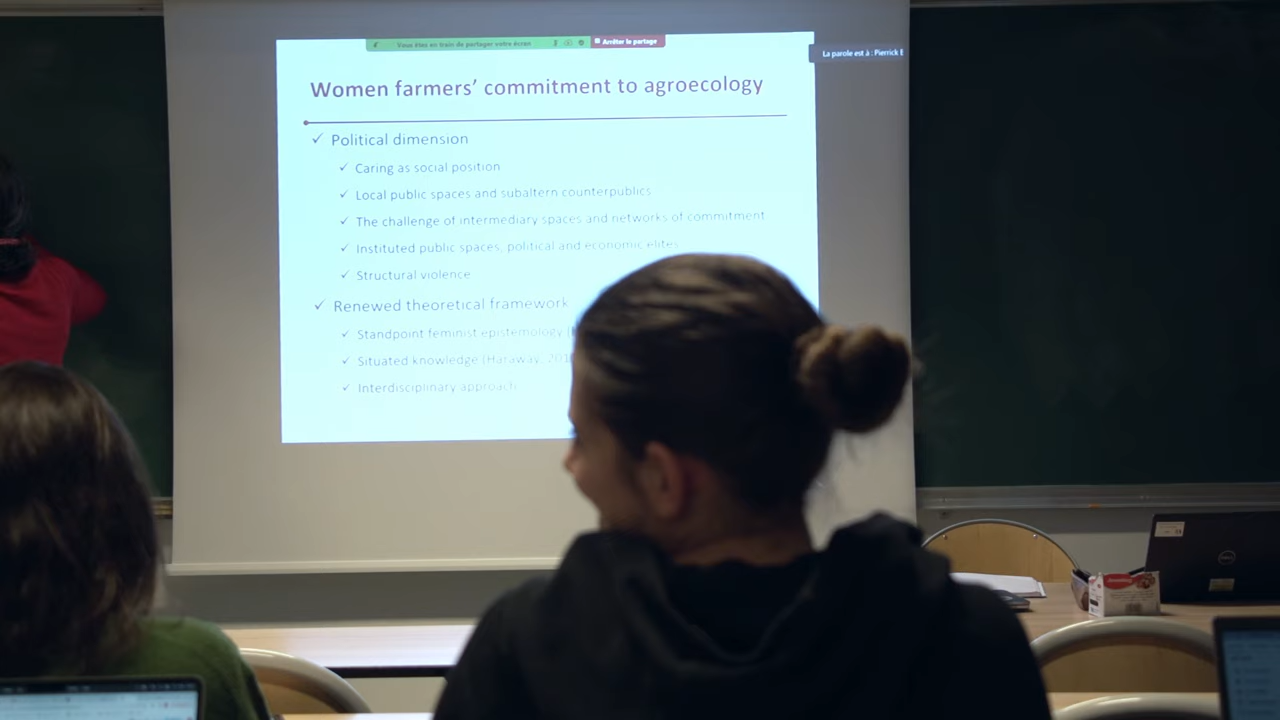 Vous êtes en train de partager votre écran
Arrêter le partage
La parole est à : Pierrick B
Women farmers' commitment to agroecology
✓ Political dimension
✓ Caring as social position
✓ Local public spaces and subaltern counterpublics
✓ The challenge of intermediary spaces and networks of commitment
✓ Instituted public spaces, political and economic elites
✓ Structural violence
✓ Renewed theoretical framework
✓ Standpoint feminist epistemology (
✓ Situated knowledge (Haraway, 201
✓ Interdisciplinary approach
DELL